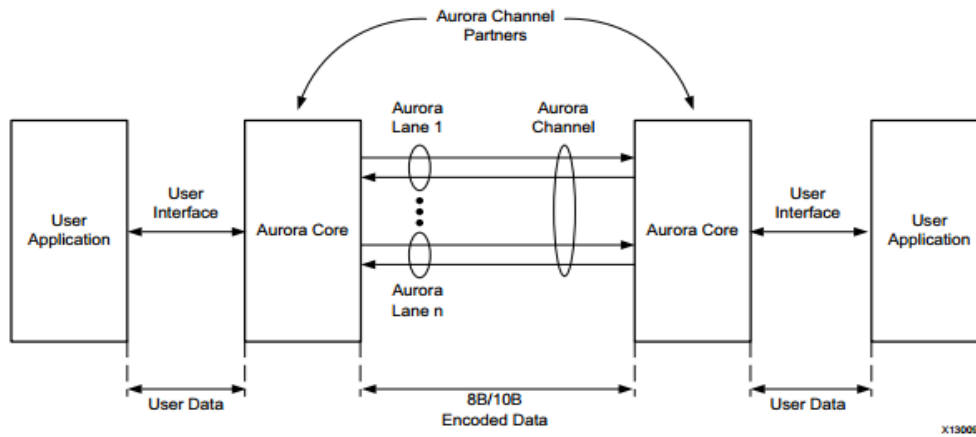 Aurora Channel
Partners
Aurora
Lane 1
Aurora
Channel
User
Application
User
Interface
Aurora Core
Aurora Core
User
Interface
User
Application
Aurora
Lane n
User Data
8B/10B
Encoded Data
User Data